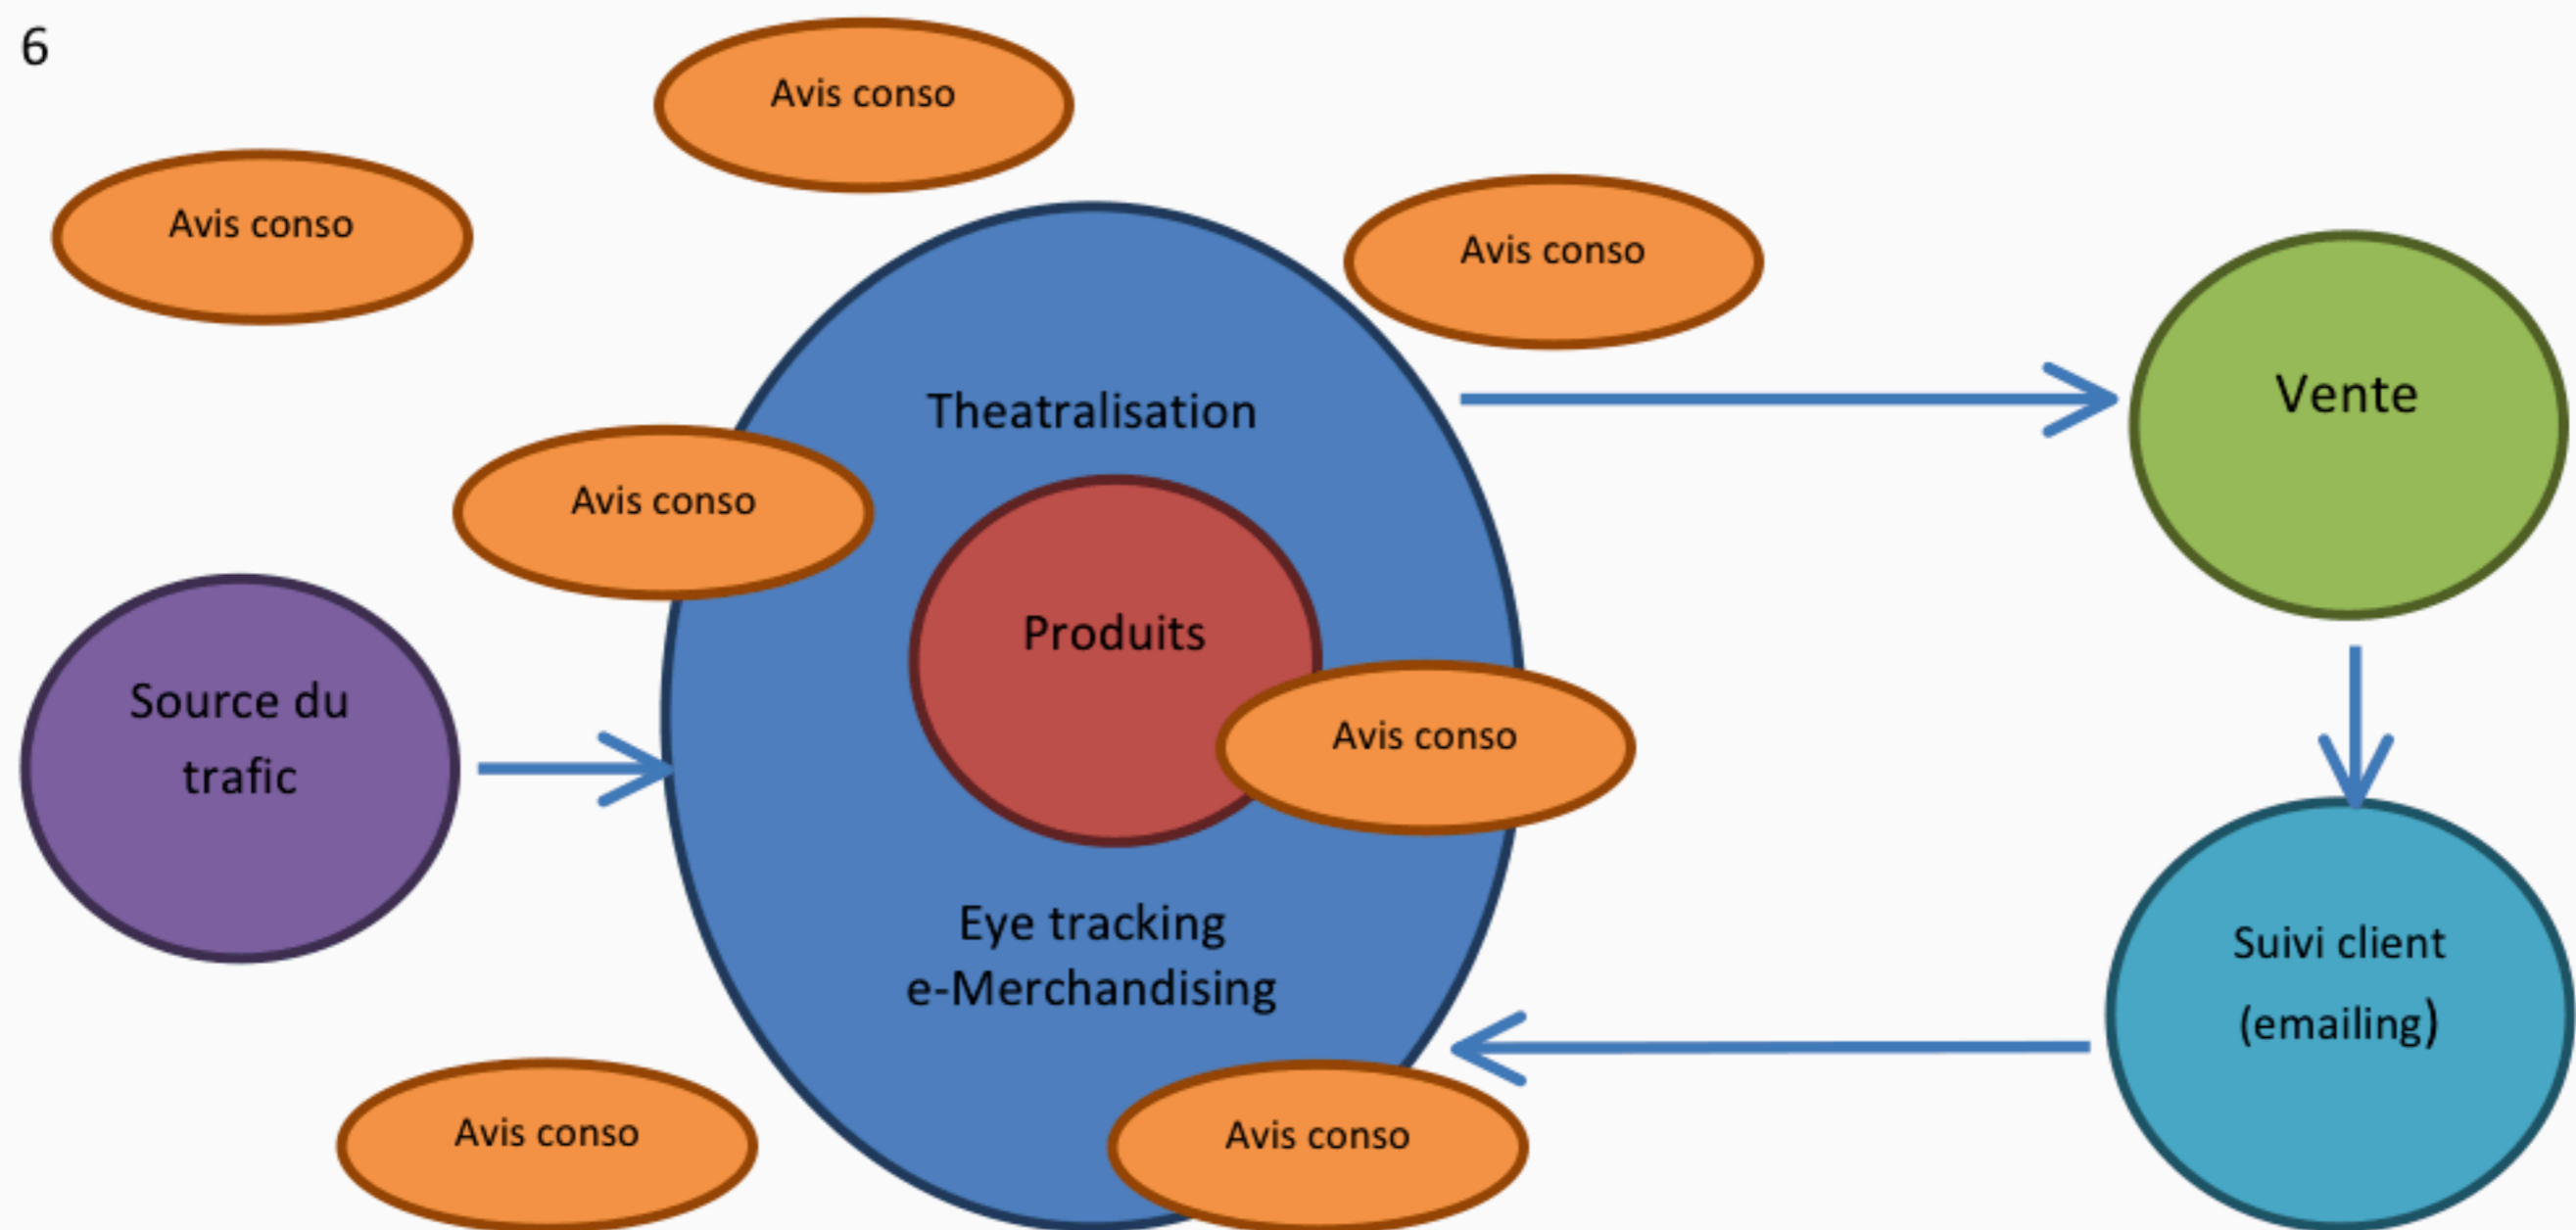 6
Avis conso
Avis conso
Avis conso
Theatralisation
Vente
Avis conso
Produits
Source du
trafic
Avis conso
Eye tracking
e-Merchandising
Suivi client
(emailing)
Avis conso
Avis conso